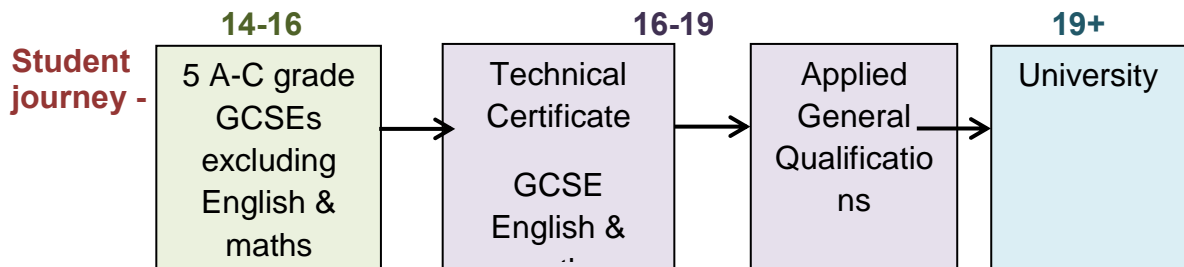 14-16
16-19
19+
Student
journey -
5 A-C grade
GCSEs
excluding
English &
maths
Technical
Certificate
GCSE
English &
Applied
General
Qualificatio
ns
University